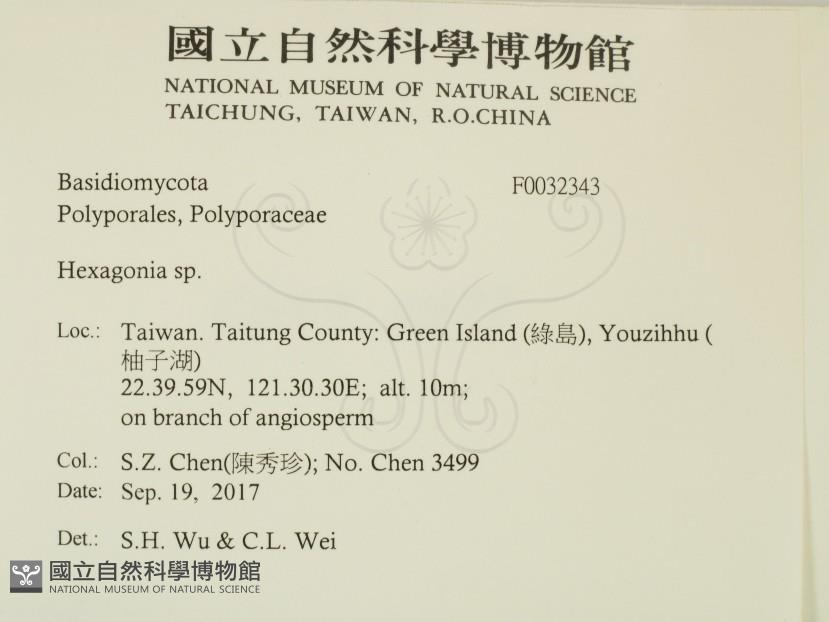 國立自然科學博物館
NATIONAL MUSEUM OF NATURAL SCIENCE
TAICHUNG, TAIWAN, R.O.CHINA
Basidiomycota F0032343
Polyporales, Polyporaceae
Hexagonia sp.
Loc.: Taiwan. Taitung County: Green Island (綠島), Youzihhu (
柚子湖)
22.39.59N, 121.30.30E; alt. 10m;
on branch of angiosperm
Col.: S.Z. Chen(陳秀珍); No. Chen 3499
Date: Sep. 19, 2017
Det.: S.H. Wu & C.L. Wei
國立自然科學博物館
NATIONAL MUSEUM OF NATURAL SCIENCE